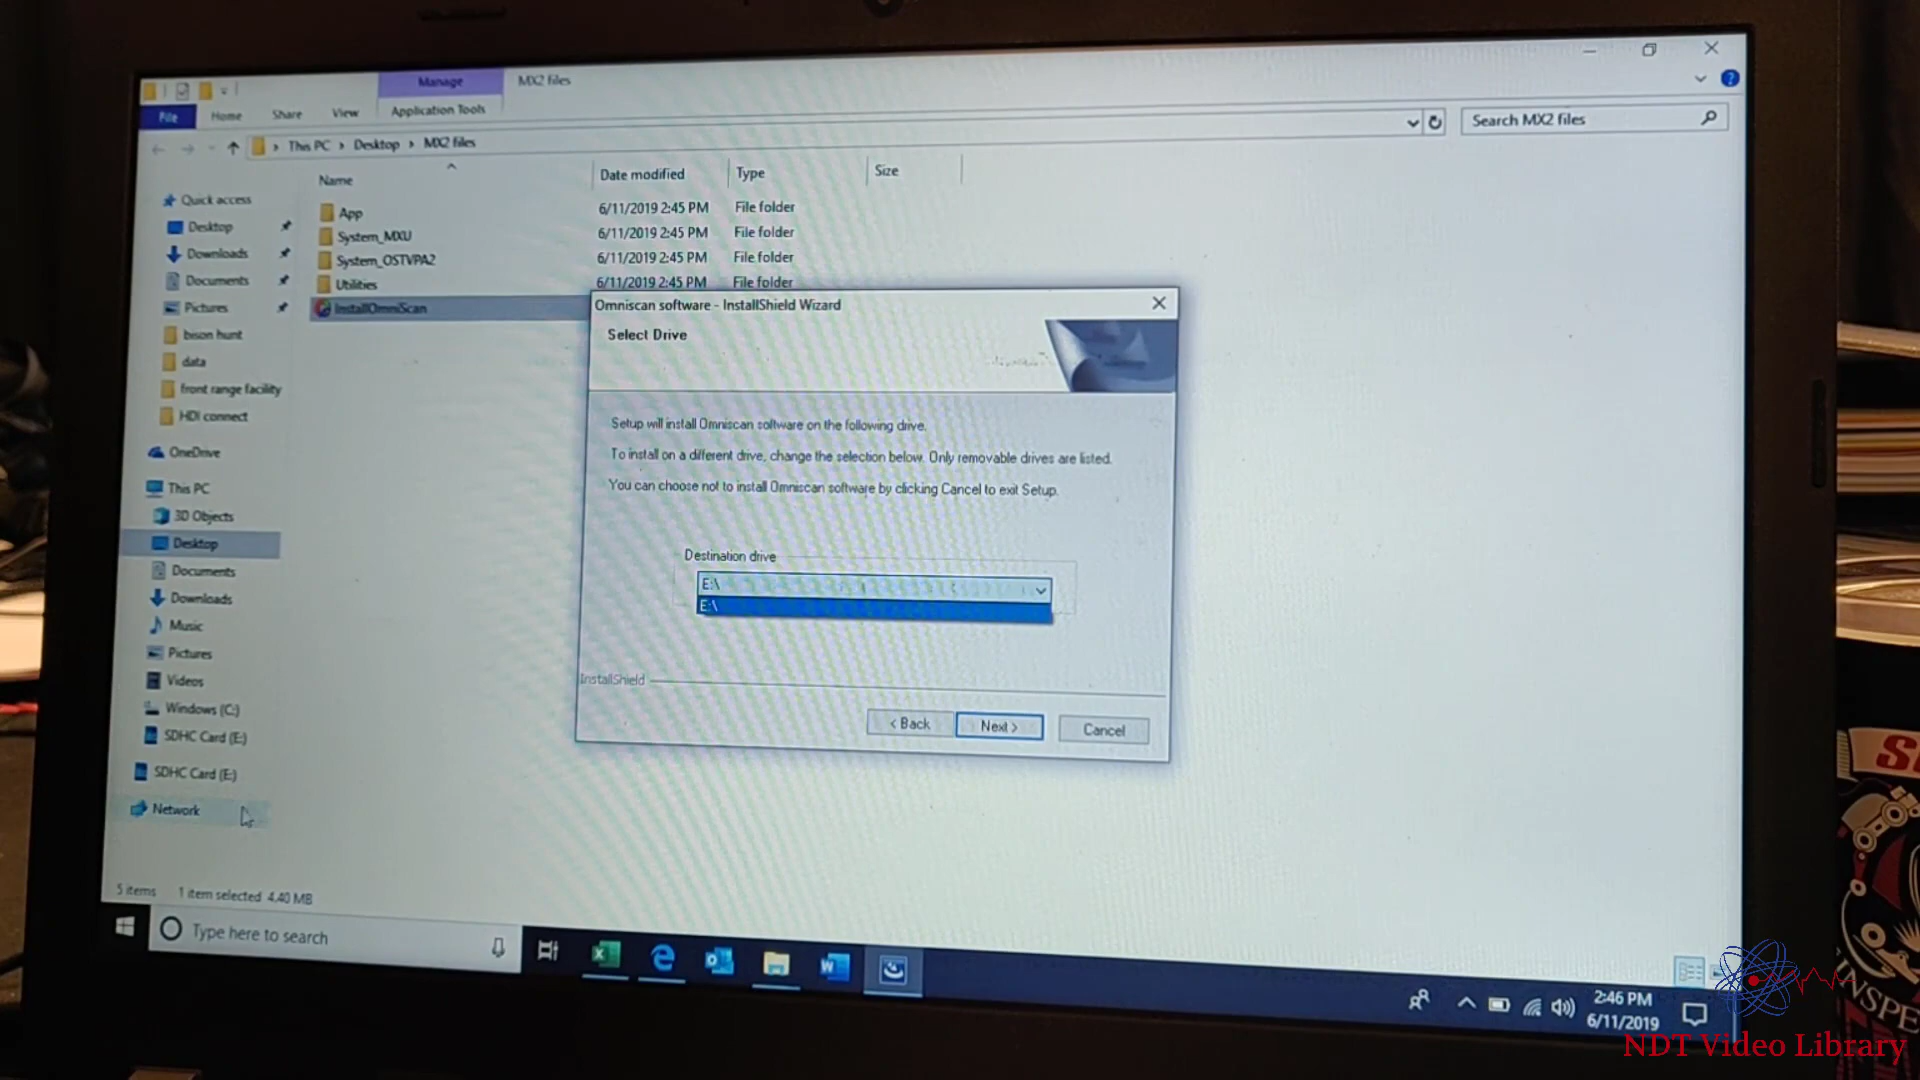 Manage
MX2 files
File
Home
Share
View
Application Tools
This PC > Desktop > MX2 files
Search MX2 files
Name
Date modified
Type
Size
App
6/11/2019 2:45 PM
File folder
System_MXU
6/11/2019 2:45 PM
File folder
System_OSTVPA2
6/11/2019 2:45 PM
File folder
Utilities
6/11/2019 2:45 PM
File folder
InstallOmniScan
Quick access
Desktop
Downloads
Documents
Pictures
bison hunt
data
front range facility
HDI connect
OneDrive
This PC
3D Objects
Desktop
Documents
Downloads
Music
Pictures
Videos
Windows (C:)
SDHC Card (E:)
SDHC Card (E:)
Network
5 items
1 item selected 4.40 MB
Omniscan software - InstallShield Wizard
Select Drive
Setup will install Omniscan software on the following drive.
To install on a different drive, change the selection below. Only removable drives are listed.
You can choose not to install Omniscan software by clicking Cancel to exit Setup.
Destination drive
E:\
E:\
InstallShield
< Back
Next >
Cancel
Type here to search
2:46 PM
6/11/2019
NDT Video Library